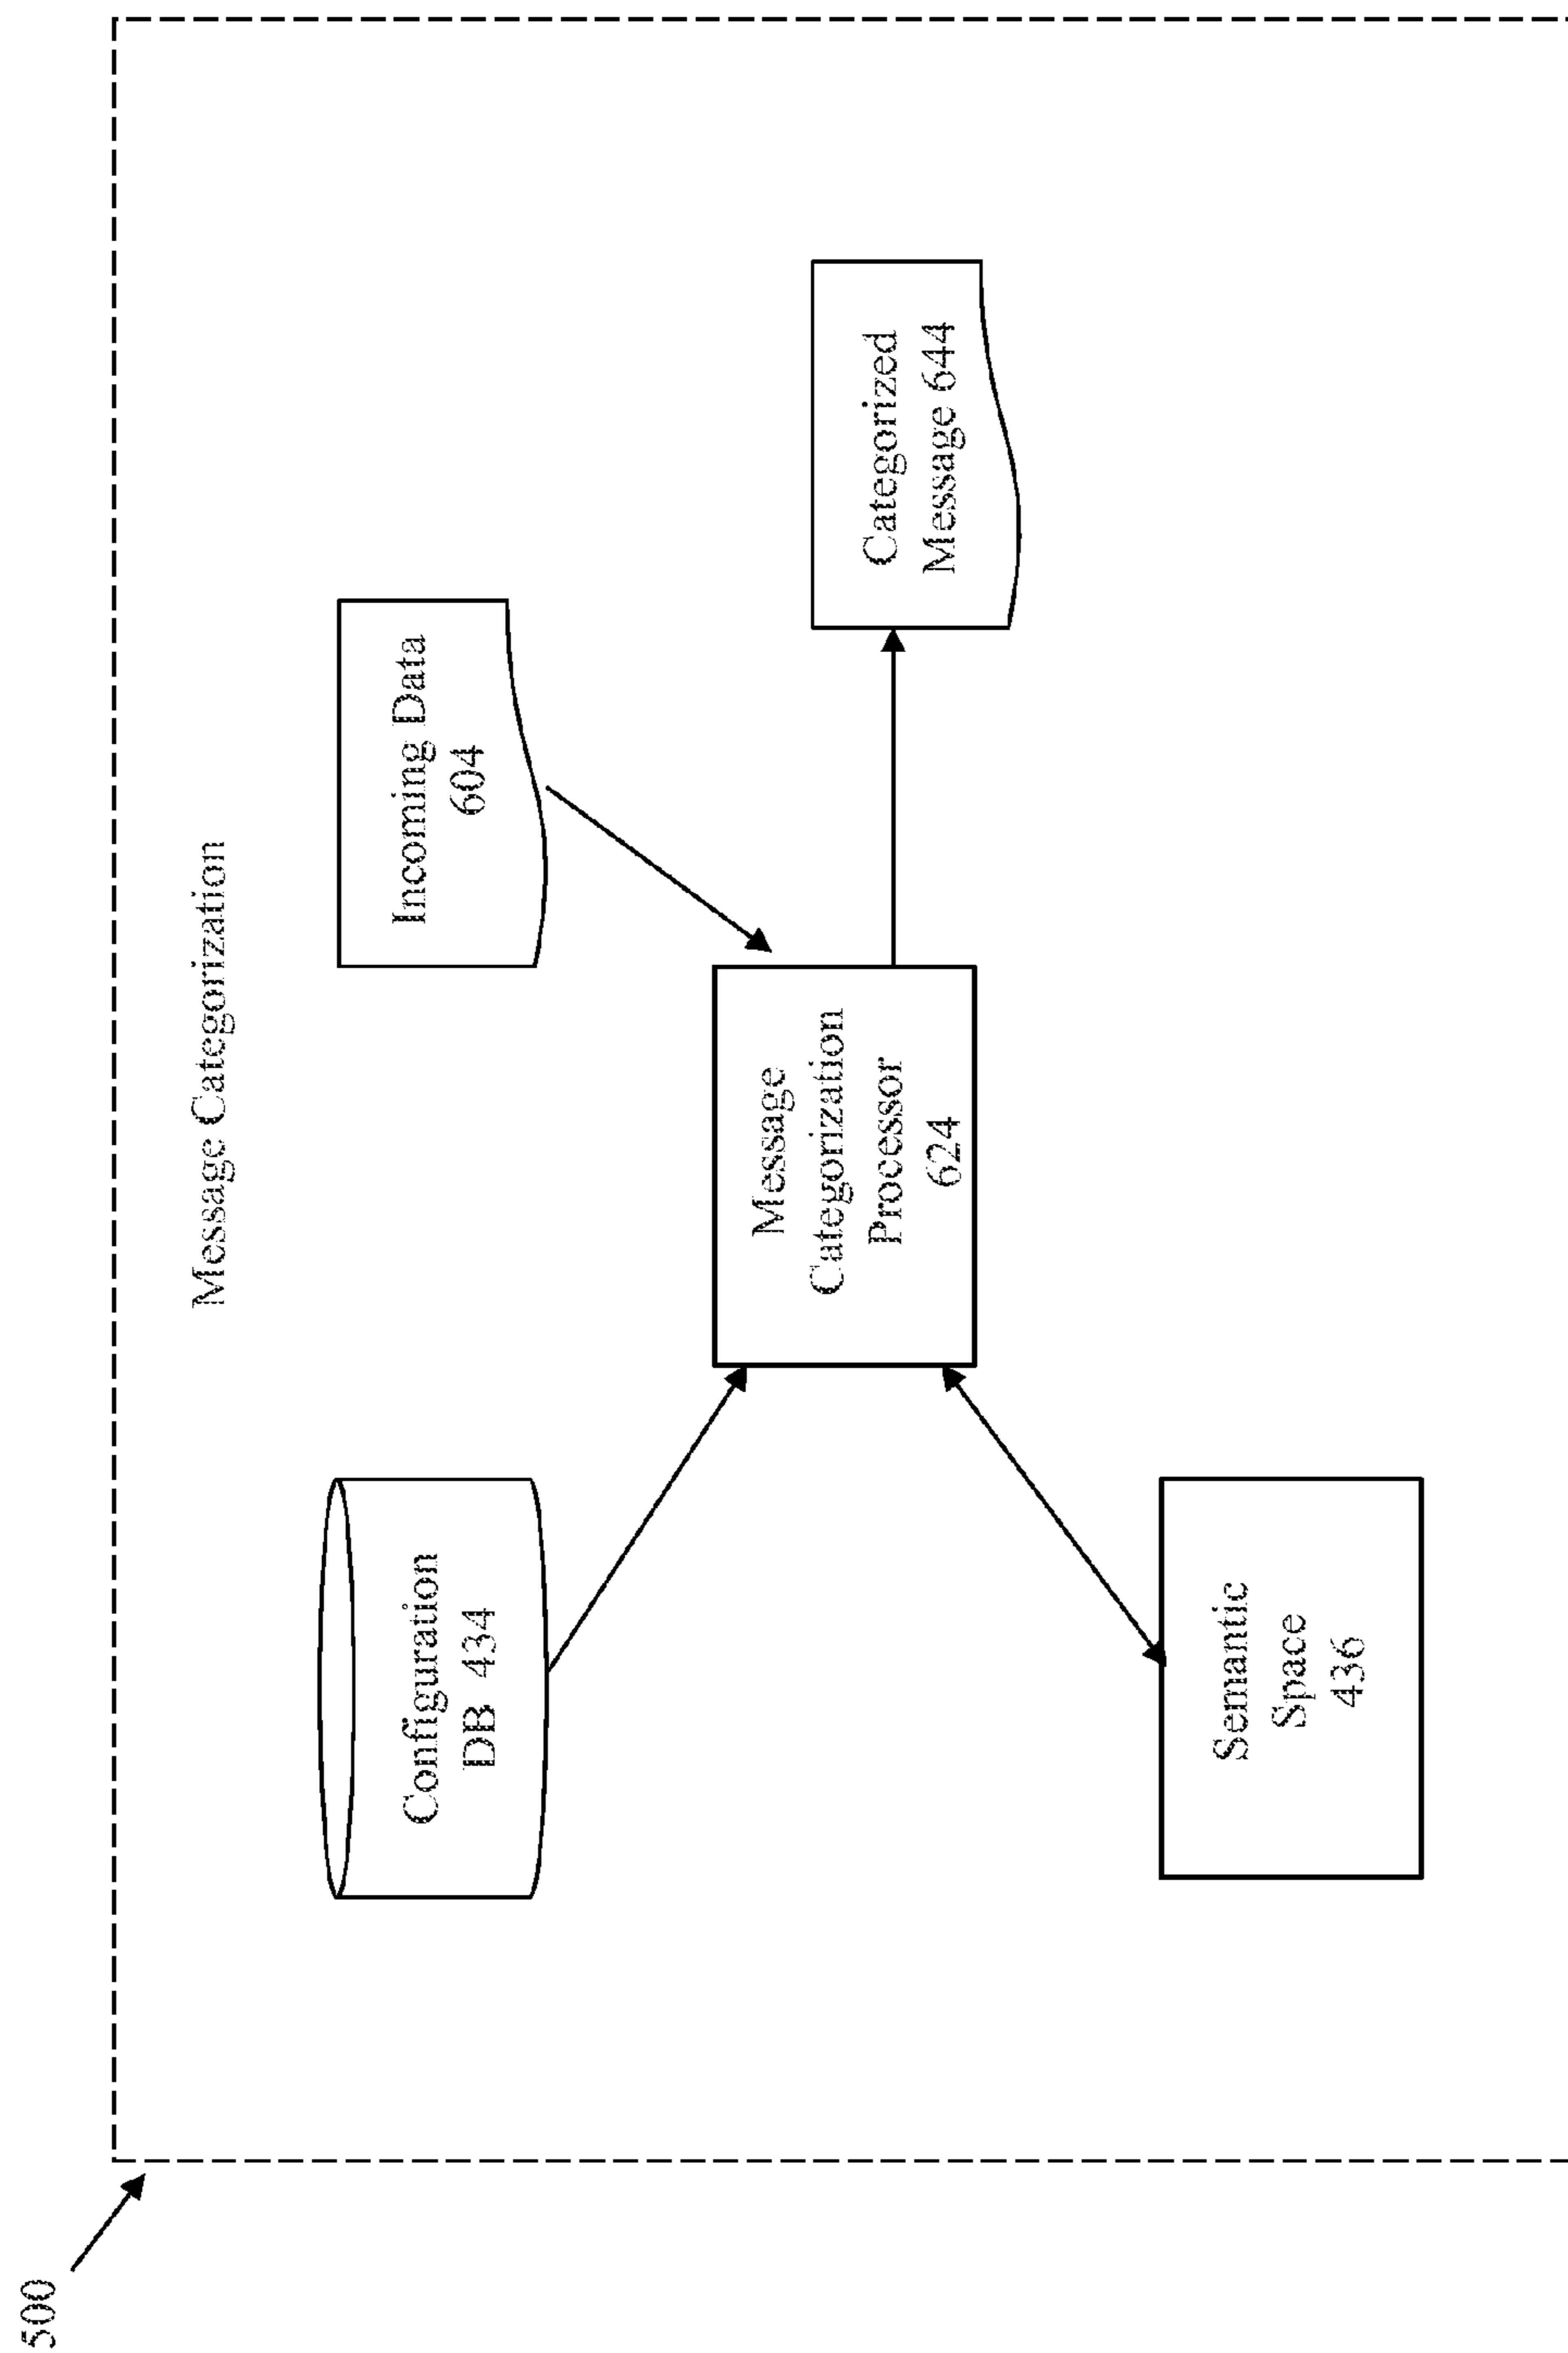 500
Message Categorization
Configuration
DB 434
Incoming Data
604
Message
Categorization
Processor
624
Categorized
Message 644
Semantic
Space
436